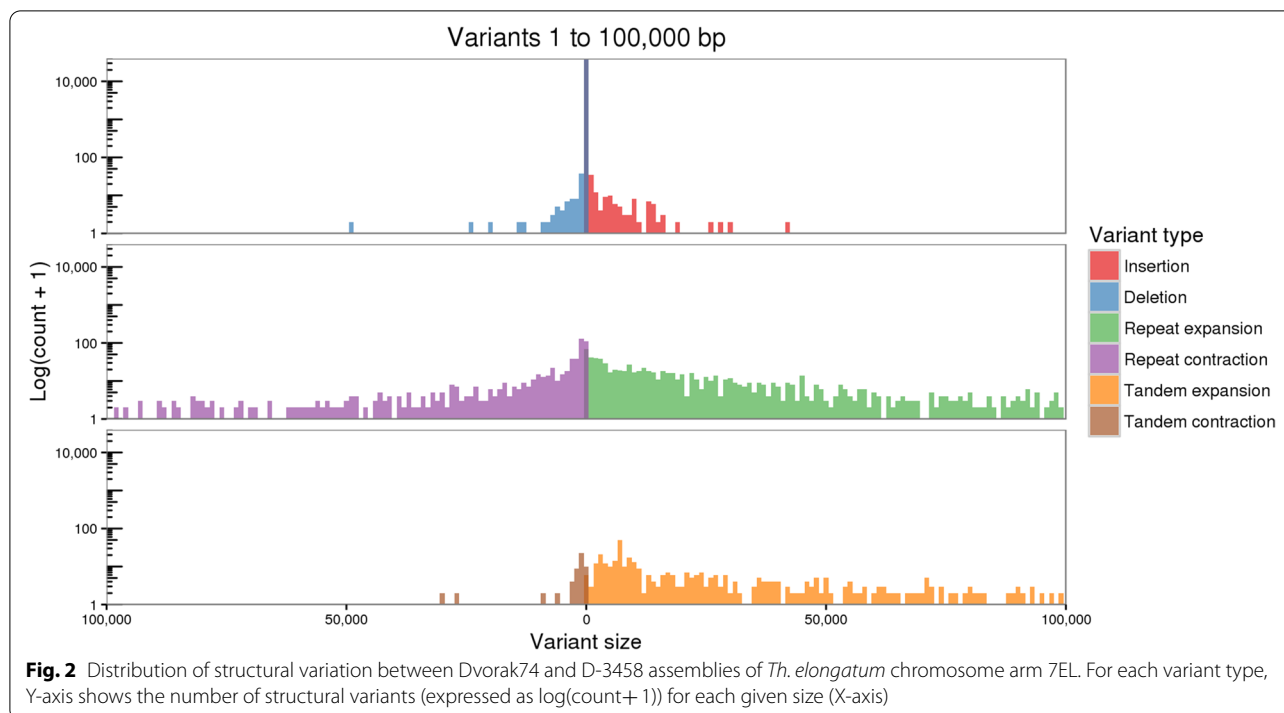 Variants 1 to 100,000 bp
Log(count + 1)
10,000
100
1
10,000
100
1
10,000
100
1
100,000
50,000
0
50,000
100,000
Variant size
Variant type
Insertion
Deletion
Repeat expansion
Repeat contraction
Tandem expansion
Tandem contraction
Fig. 2 Distribution of structural variation between Dvorak74 and D-3458 assemblies of Th. elongatum chromosome arm 7EL. For each variant type,
Y-axis shows the number of structural variants (expressed as log(count+ 1)) for each given size (X-axis)